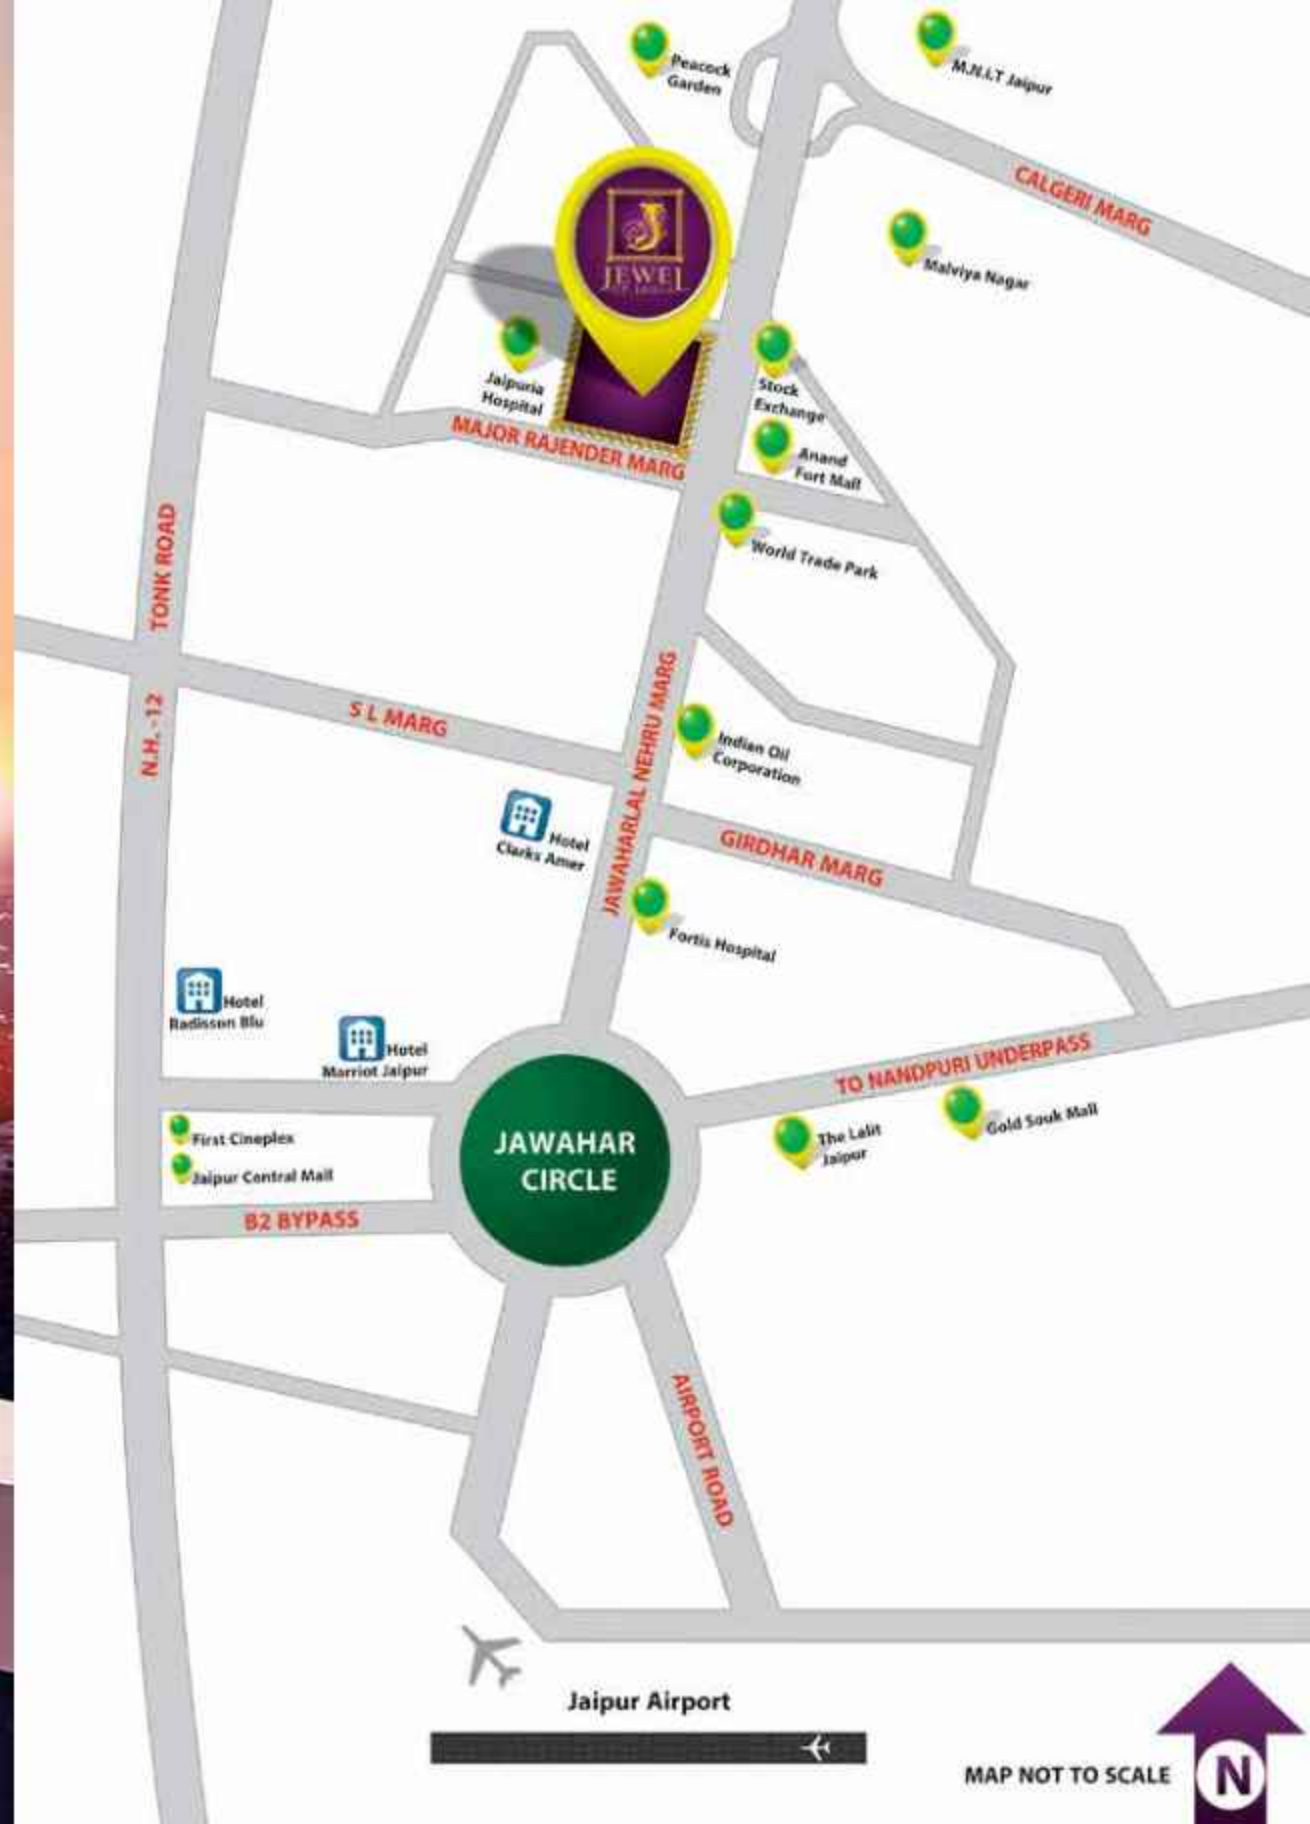 Peacock
Garden
M.N.I.T Jaipur
CALGERI MARG
J
JEWEL
Malviya Nagar
Jaipuria
Hospital
Stock
Exchange
MAJOR RAJENDER MARG
Anand
Fort Mall
World Trade Park
TONK ROAD
N.H. -12
S L MARG
JAWAHARLAL NEHRU MARG
Indian Oil
Corporation
Hotel
Clarks Amer
GIRDHAR MARG
Fortis Hospital
Hotel
Radisson Blu
Hotel
Marriot Jaipur
TO NANDPURI UNDERPASS
First Cineplex
Jaipur Central Mall
JAWAHAR
CIRCLE
The Lalit
Jaipur
Gold Souk Mall
B2 BYPASS
AIRPORT ROAD
Jaipur Airport
MAP NOT TO SCALE
N